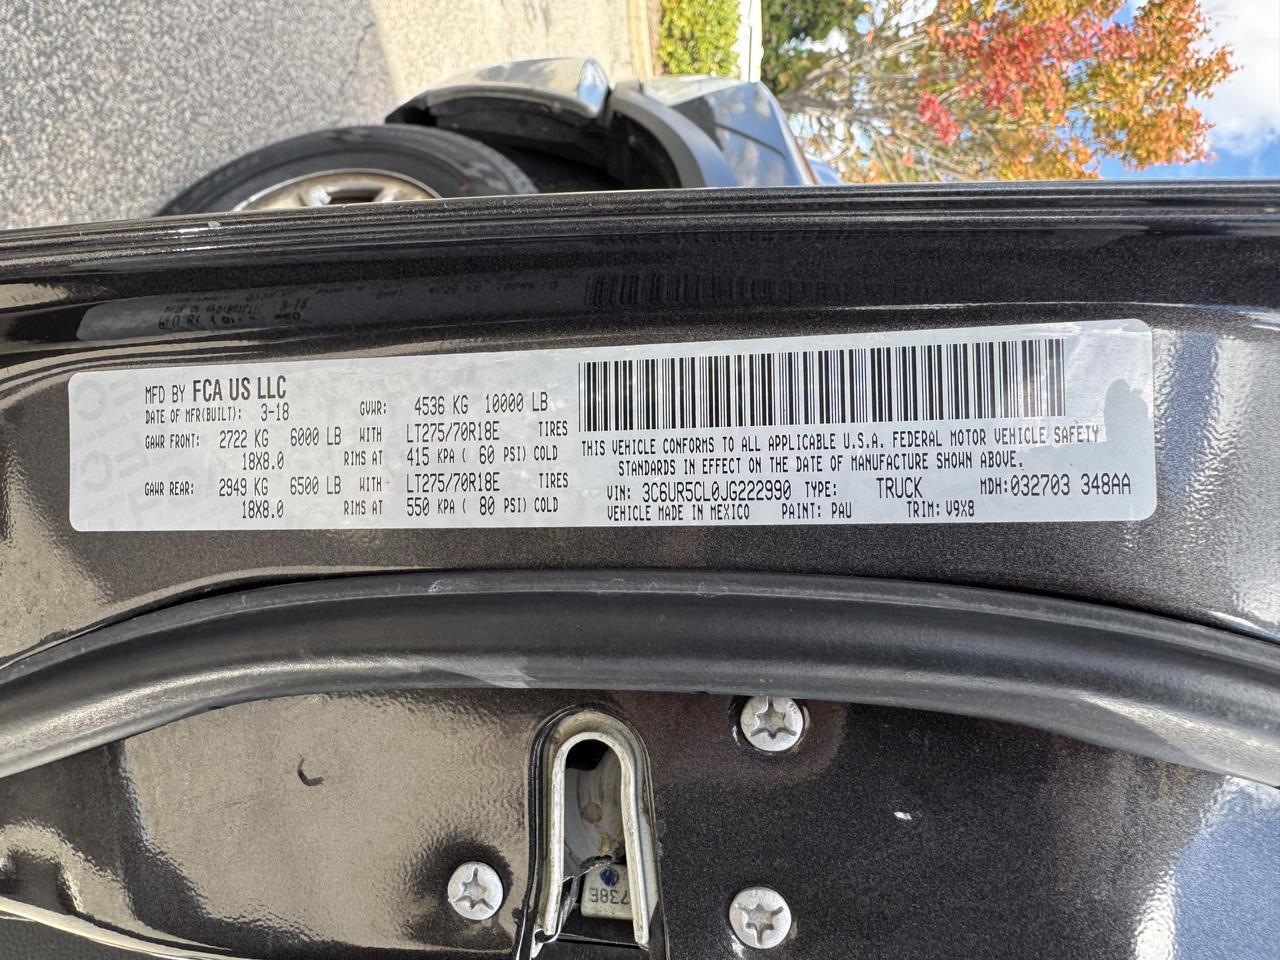 MFD BY FCA US LLC
DATE OF MFR(BUILT): 3-18 GVWR: 4536 KG 10000 LB
GAWR FRONT: 2722 KG 6000 LB WITH LT275/70R18E TIRES
18X8.0 RIMS AT 415 KPA ( 60 PSI) COLD
GAWR REAR: 2949 KG 6500 LB WITH LT275/70R18E TIRES
18X8.0 RIMS AT 550 KPA ( 80 PSI) COLD
THIS VEHICLE CONFORMS TO ALL APPLICABLE U.S.A. FEDERAL MOTOR VEHICLE SAFETY
STANDARDS IN EFFECT ON THE DATE OF MANUFACTURE SHOWN ABOVE.
VIN: 3C6UR5CL0JG222990 TYPE: TRUCK MDH:032703 348AA
VEHICLE MADE IN MEXICO PAINT: PAU TRIM: V9X8
738E